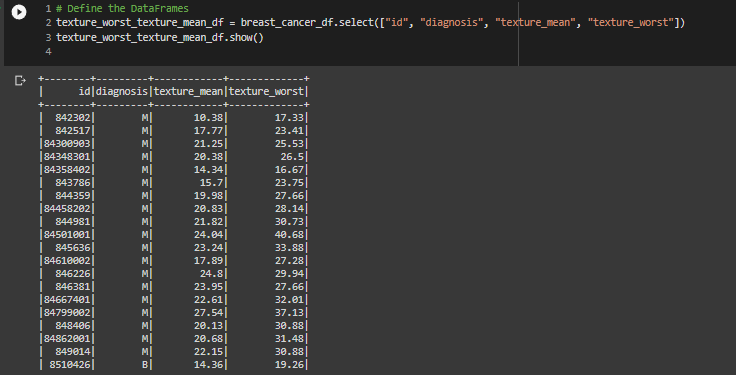 1 # Define the DataFrames
2 texture_worst_texture_mean_df = breast_cancer_df.select(["id", "diagnosis", "texture_mean", "texture_worst"])
3 texture_worst_texture_mean_df.show()
4
+--------+---------+------------+-------------+
|      id|diagnosis|texture_mean|texture_worst|
+--------+---------+------------+-------------+
|  842302|        M|       10.38|        17.33|
|  842517|        M|       17.77|        23.41|
|84300903|        M|       21.25|        25.53|
|84348301|        M|       20.38|         26.5|
|84358402|        M|       14.34|        16.67|
|  843786|        M|        15.7|        23.75|
|  844359|        M|       19.98|        27.66|
|84458202|        M|       20.83|        28.14|
|  844981|        M|       21.82|        30.73|
|84501001|        M|       24.04|        40.68|
|  845636|        M|       23.24|        33.88|
|84610002|        M|       17.89|        27.28|
|  846226|        M|        24.8|        29.94|
|  846381|        M|       23.95|        27.66|
|84667401|        M|       22.61|        32.01|
|84799002|        M|       27.54|        37.13|
|  848406|        M|       20.13|        30.88|
|84862001|        M|       20.68|        31.48|
|  849014|        M|       22.15|        30.88|
| 8510426|        B|       14.36|        19.26|